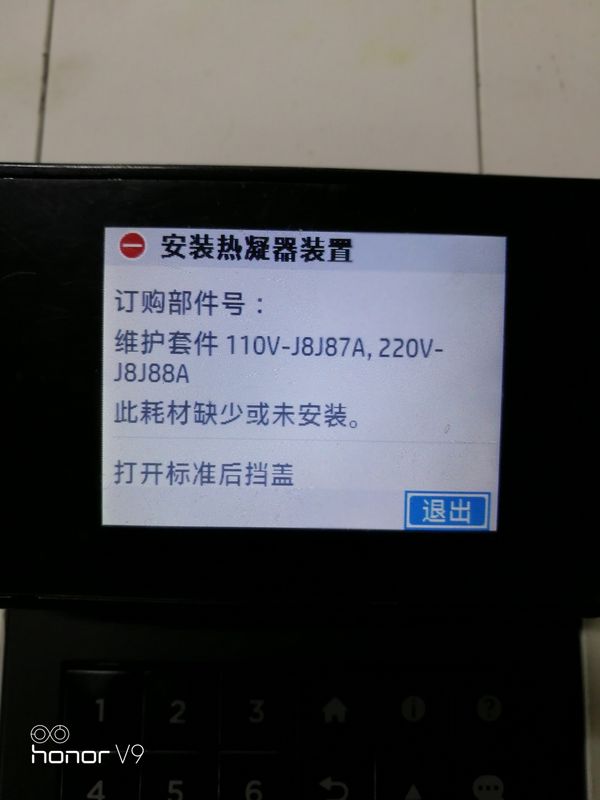 安装热凝器装置
订购部件号：
维护套件 110V-J8J87A, 220V-
J8J88A
此耗材缺少或未安装。
打开标准后挡盖
退出
1 2 3 i ?
4 5 6
honor V9